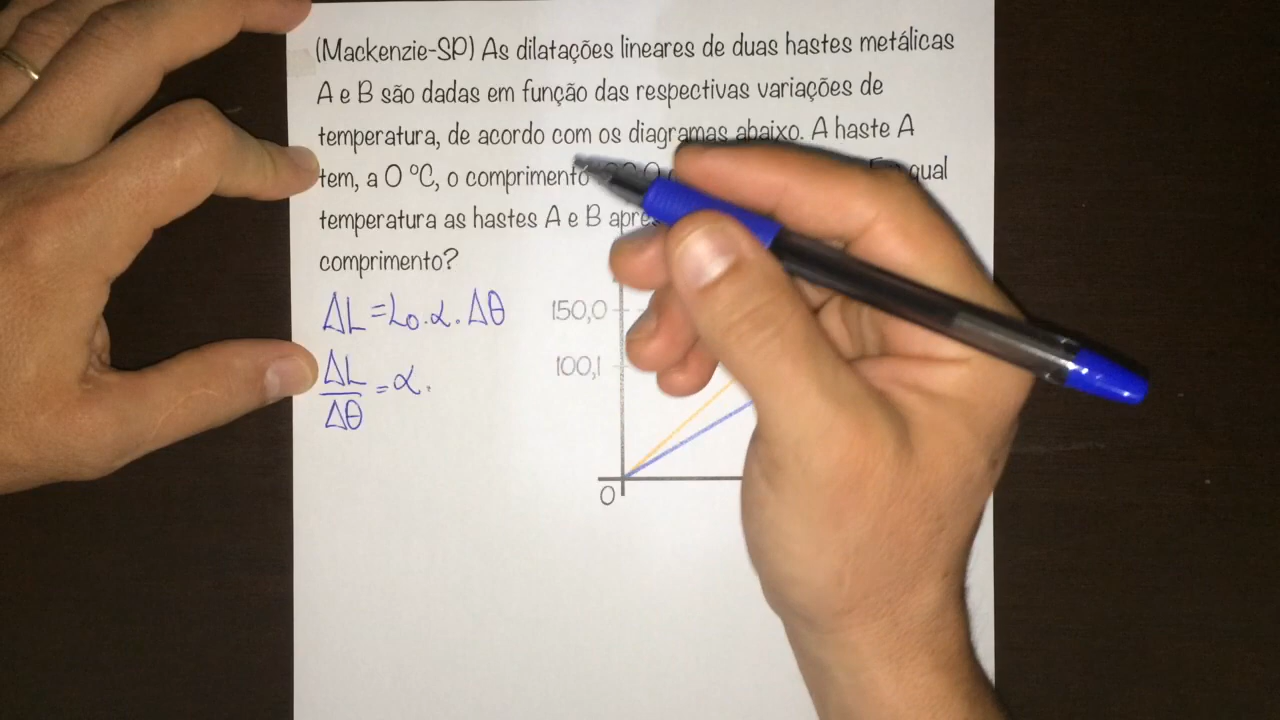 (Mackenzie-SP) As dilatações lineares de duas hastes metálicas
A e B são dadas em função das respectivas variações de
temperatura, de acordo com os diagramas abaixo. A haste A
tem, a 0 ºC, o comprimento qual
temperatura as hastes A e B
comprimento?
ΔL = L₀.α.Δθ
ΔL/Δθ = α.
150,0
100,1
0